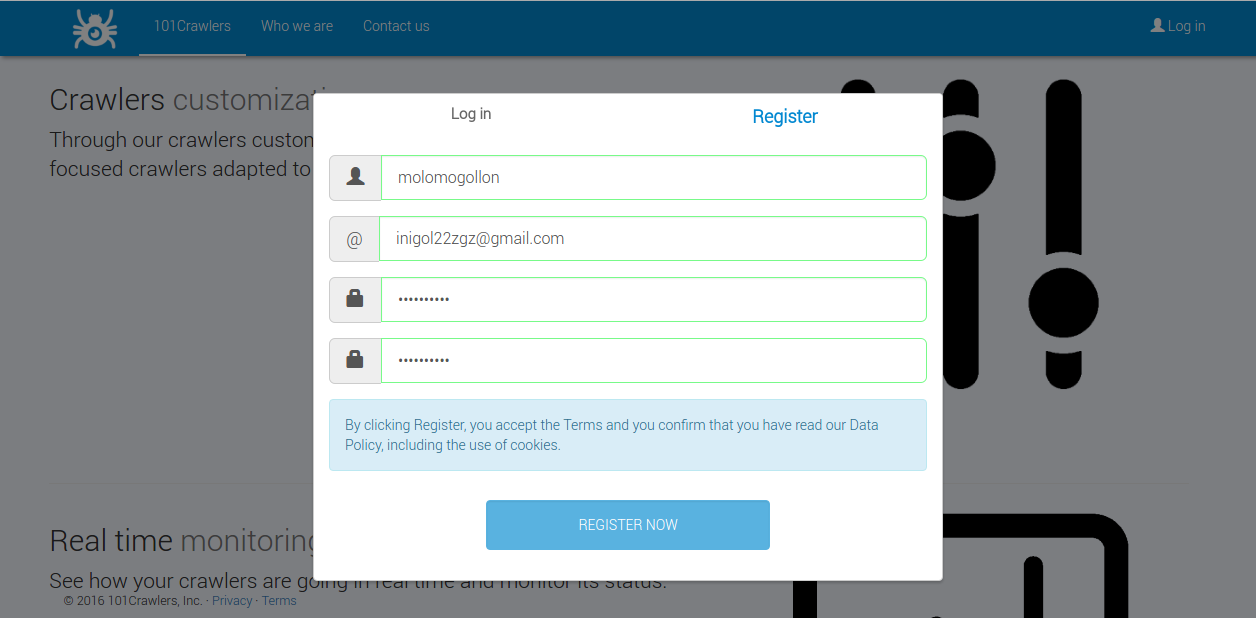 101Crawlers Who we are Contact us Log in
Crawlers customizati
Through our crawlers custom
focused crawlers adapted to
Log in Register
molomogollon
@ inigol22zgz@gmail.com
••••••••••
••••••••••
By clicking Register, you accept the Terms and you confirm that you have read our Data
Policy, including the use of cookies.
REGISTER NOW
Real time monitoring
See how your crawlers are going in real time and monitor its status.
© 2016 101Crawlers, Inc. · Privacy · Terms